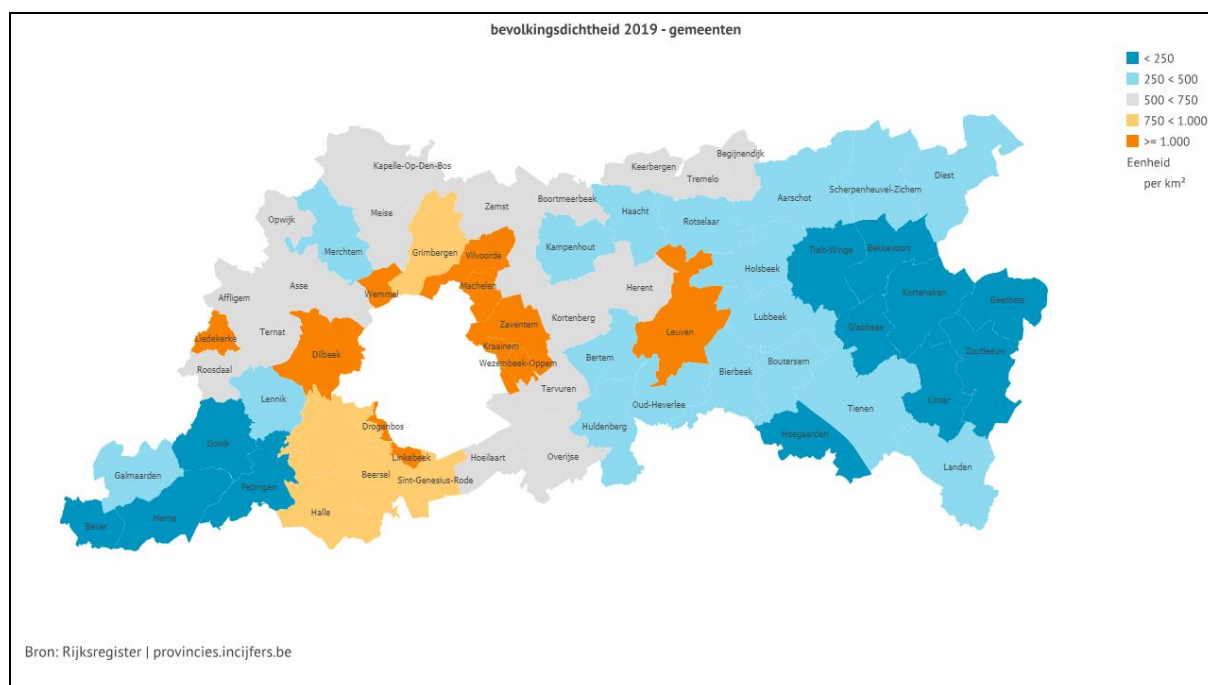 bevolkingsdichtheid 2019 - gemeenten
< 250
250 < 500
500 < 750
750 < 1.000
>= 1.000
Eenheid
per km²
Kapelle-Op-Den-Bos
Keerbergen
Begijnendijk
Tremelo
Diest
Scherpenheuvel-Zichem
Aarschot
Boortmeerbeek
Zemst
Meise
Opwijk
Haacht
Rotselaar
Merchtem
Grimbergen
Kampenhout
Vilvoorde
Tielt-Winge
Bekkevoort
Holsbeek
Asse
Wemmel
Machelen
Herent
Kortenaken
Geetbets
Affligem
Ternat
Liedekerke
Dilbeek
Zaventem
Kortenberg
Leuven
Lubbeek
Glabbeek
Kraainem
Zoutleeuw
Wezembeek-Oppem
Bertem
Boutersem
Roosdaal
Bierbeek
Tervuren
Lennik
Linter
Oud-Heverlee
Tienen
Drogenbos
Huldenberg
Hoegaarden
Gooik
Linkebeek
Hoeilaart
Overijse
Galmaarden
Beersel
Sint-Genesius-Rode
Landen
Pepingen
Halle
Herne
Bever
Bron: Rijksregister | provincies.incijfers.be